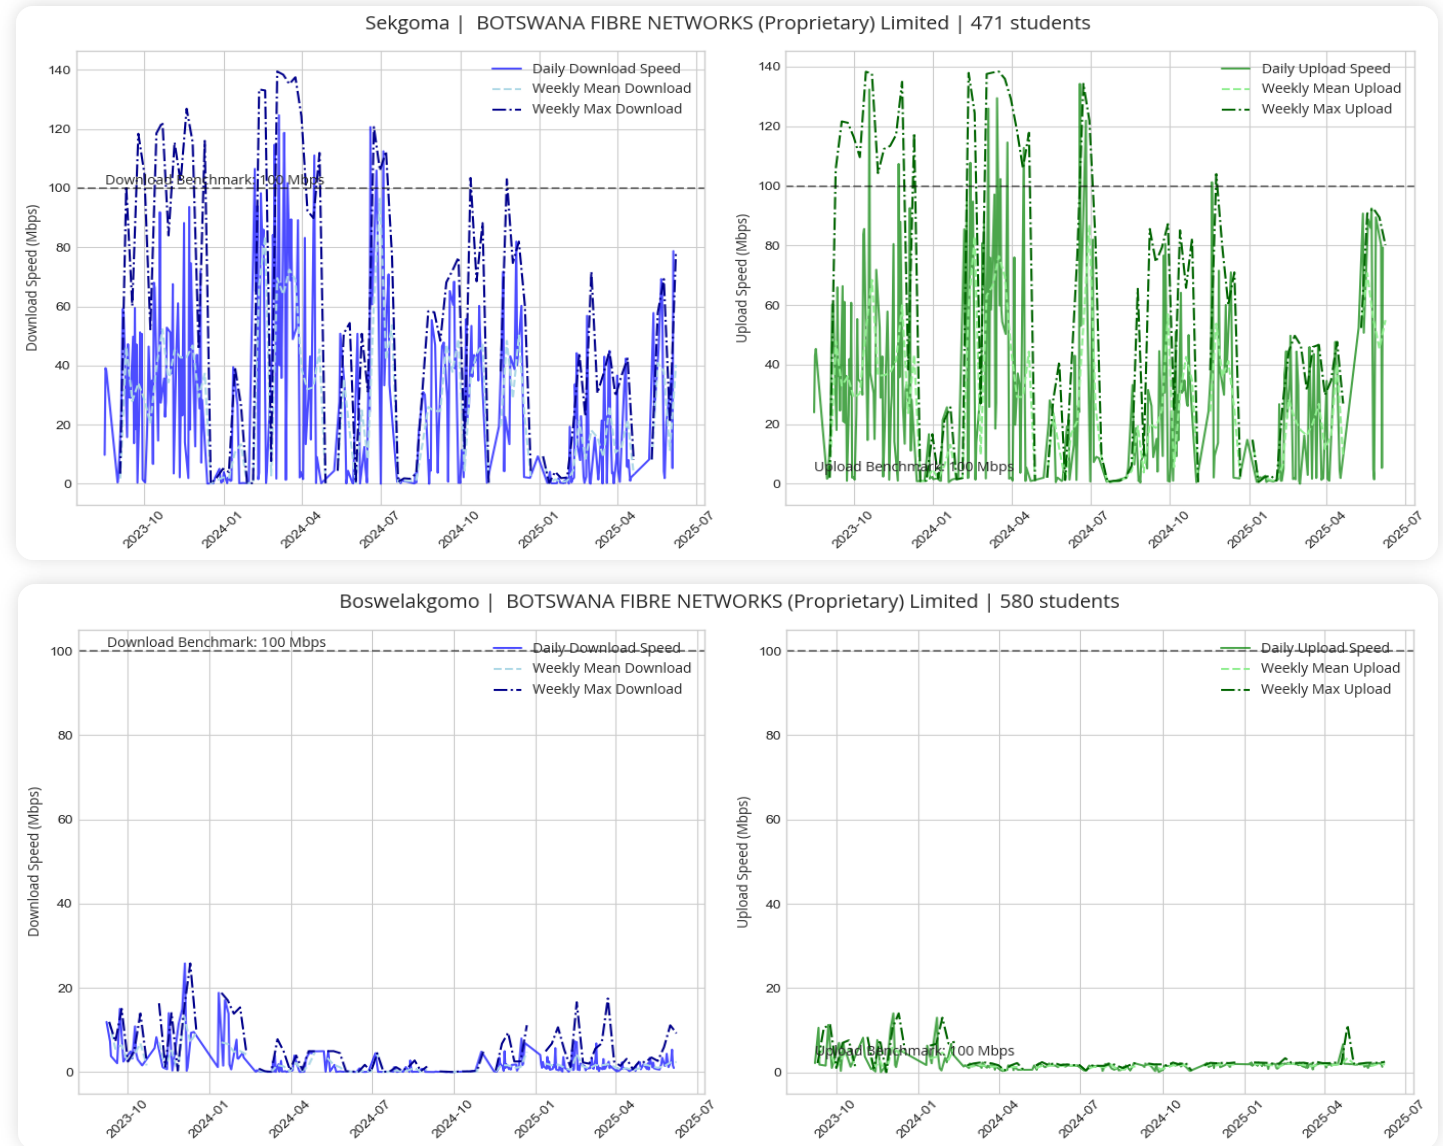 Sekgoma | BOTSWANA FIBRE NETWORKS (Proprietary) Limited | 471 students
Download Speed (Mbps)
140
120
100
80
60
40
20
0
Download Benchmark: 100 Mbps
Daily Download Speed
Weekly Mean Download
Weekly Max Download
2023-10
2024-01
2024-04
2024-07
2024-10
2025-01
2025-04
2025-07
Upload Speed (Mbps)
140
120
100
80
60
40
20
0
Upload Benchmark: 100 Mbps
Daily Upload Speed
Weekly Mean Upload
Weekly Max Upload
2023-10
2024-01
2024-04
2024-07
2024-10
2025-01
2025-04
2025-07
Boswelakgomo | BOTSWANA FIBRE NETWORKS (Proprietary) Limited | 580 students
Download Speed (Mbps)
100
80
60
40
20
0
Download Benchmark: 100 Mbps
Daily Download Speed
Weekly Mean Download
Weekly Max Download
2023-10
2024-01
2024-04
2024-07
2024-10
2025-01
2025-04
2025-07
Upload Speed (Mbps)
100
80
60
40
20
0
Upload Benchmark: 100 Mbps
Daily Upload Speed
Weekly Mean Upload
Weekly Max Upload
2023-10
2024-01
2024-04
2024-07
2024-10
2025-01
2025-04
2025-07